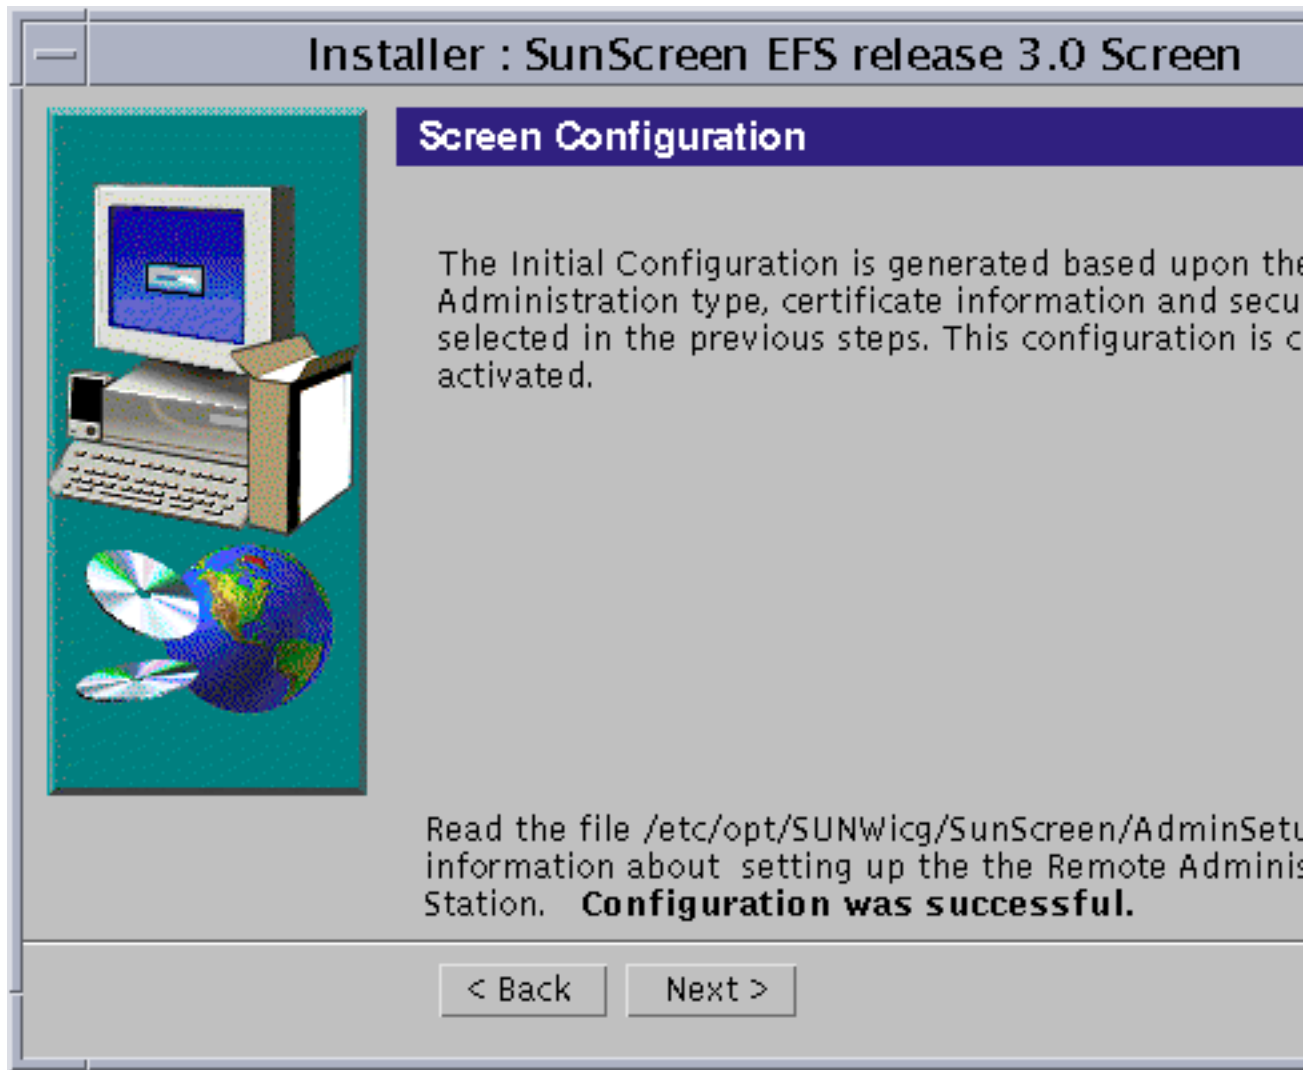 Installer : SunScreen EFS release 3.0 Screen
Screen Configuration
The Initial Configuration is generated based upon the
Administration type, certificate information and secu
selected in the previous steps. This configuration is c
activated.
Read the file /etc/opt/SUNWicg/SunScreen/AdminSetu
information about setting up the the Remote Adminis
Station. Configuration was successful.
< Back
Next >